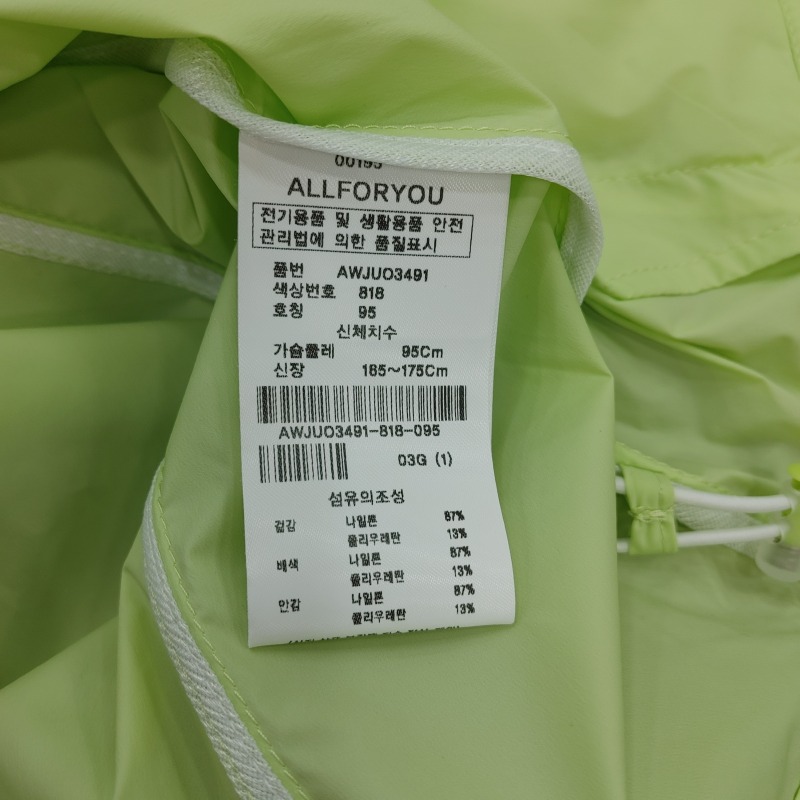 00195
ALLFORYOU
전기용품 및 생활용품 안전
관리법에 의한 품질표시
품번 AWJUO3491
색상번호 818
호칭 95
신체치수
가슴둘레 95Cm
신장 165~175Cm
AWJUO3491-818-095
03G (1)
섬유의조성
겉감 나일론 87%
폴리우레탄 13%
배색 나일론 87%
폴리우레탄 13%
안감 나일론 87%
폴리우레탄 13%